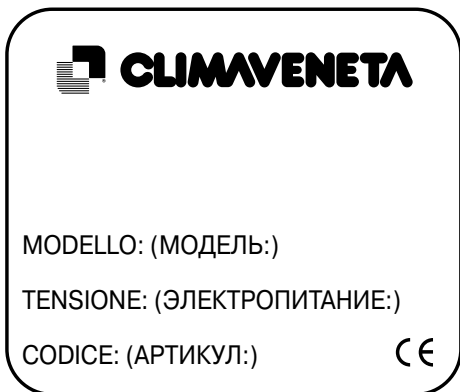 CLIMAVENETA
MODELLO: (МОДЕЛЬ:)
TENSIONE: (ЭЛЕКТРОПИТАНИЕ:)
CODICE: (АРТИКУЛ:) CE